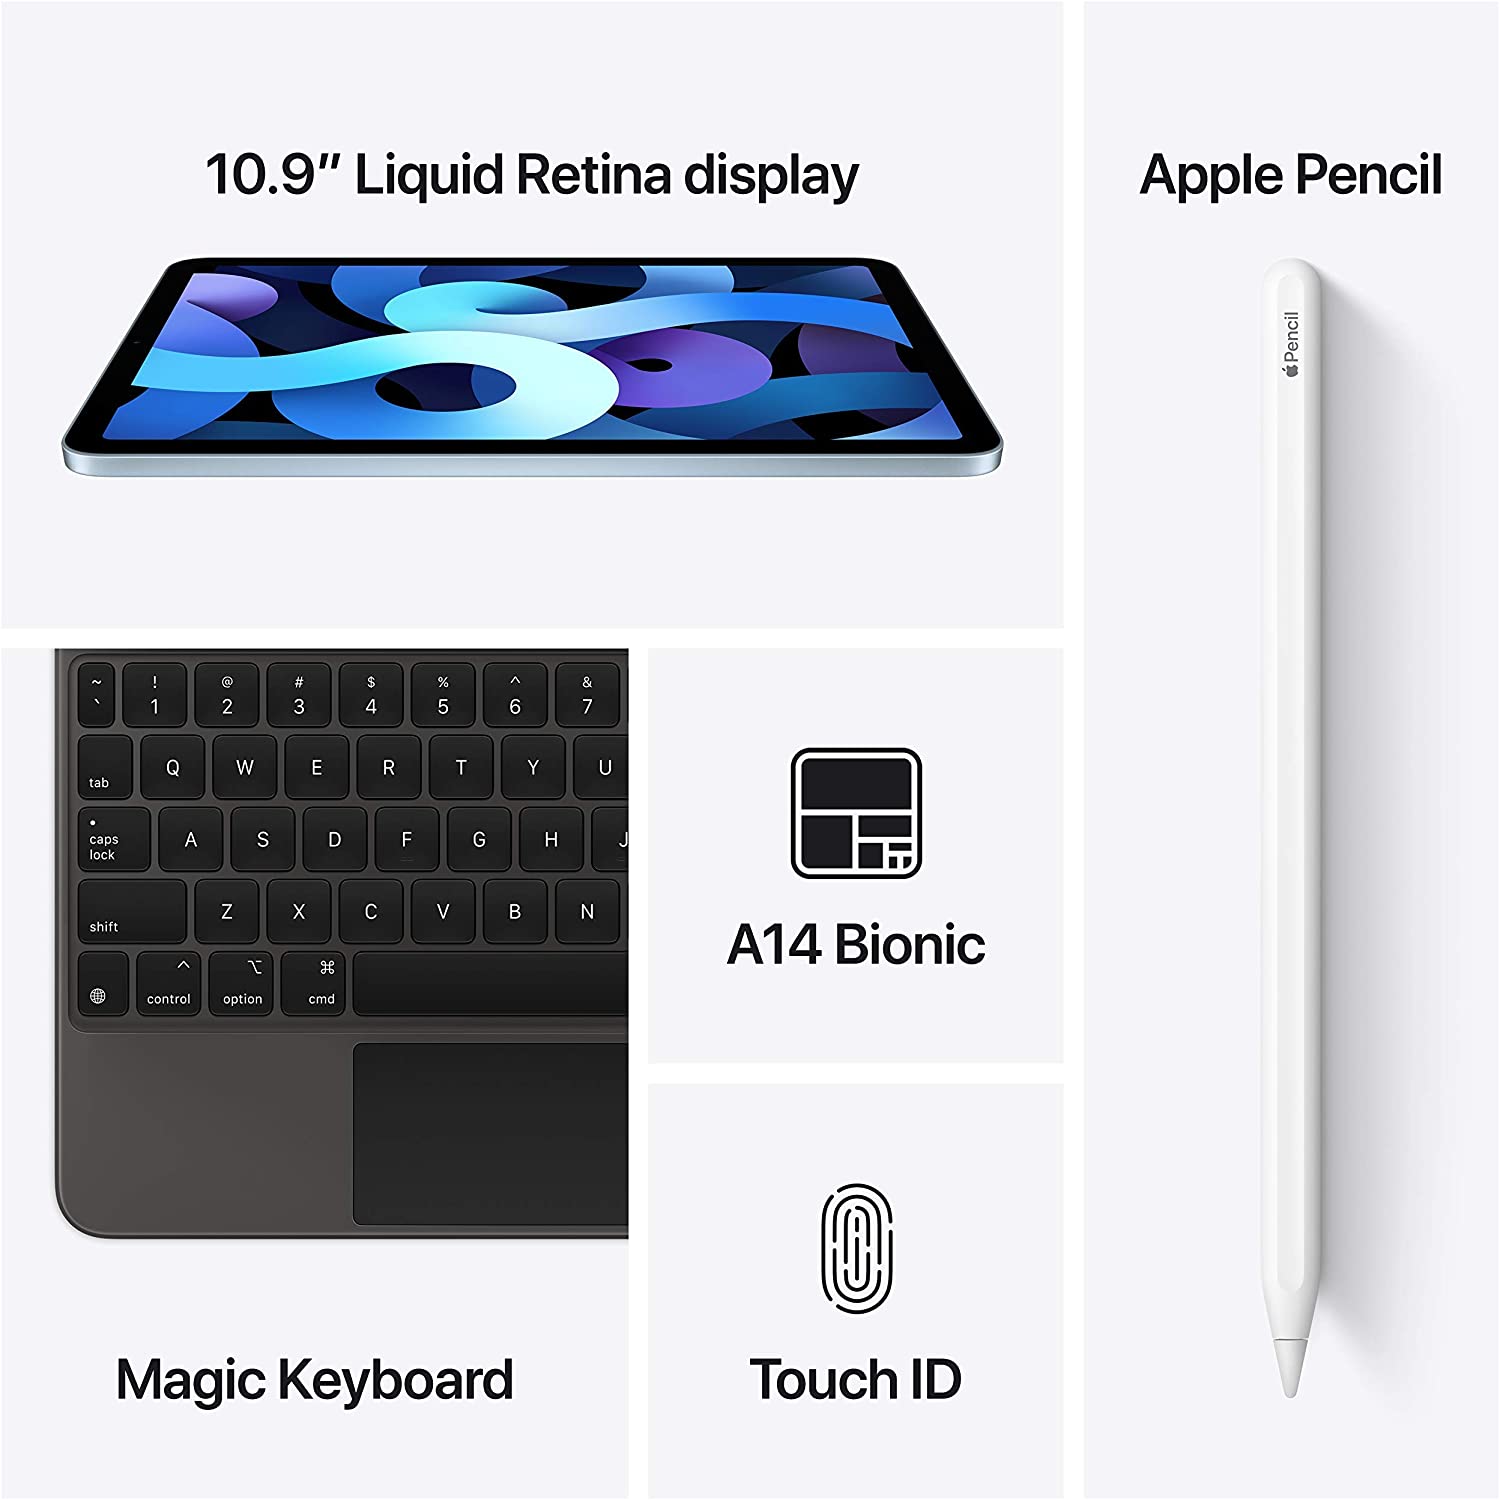 10.9” Liquid Retina display
Apple Pencil
Pencil
~ ! @ # $ % ^ &
` 1 2 3 4 5 6 7
tab Q W E R T Y U
caps lock A S D F G H J
shift Z X C V B N
control option cmd
A14 Bionic
Magic Keyboard
Touch ID